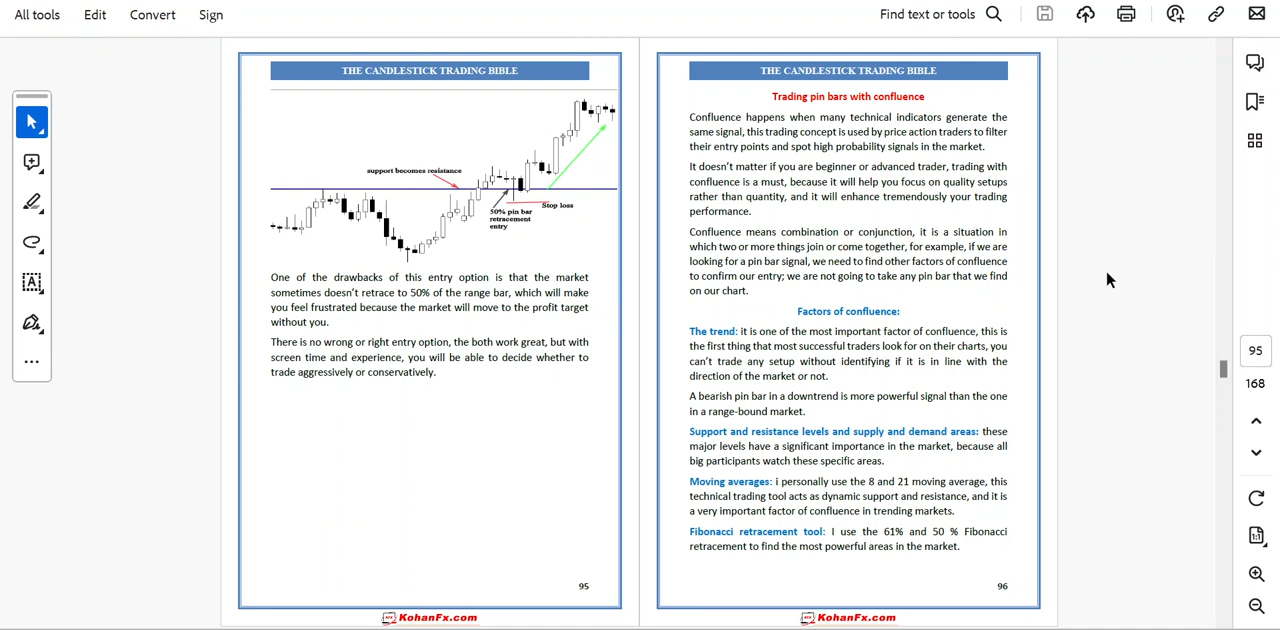 All tools Edit Convert Sign Find text or tools
THE CANDLESTICK TRADING BIBLE
support becomes resistance
50% pin bar
retracement
entry
Stop loss
One of the drawbacks of this entry option is that the market
sometimes doesn't retrace to 50% of the range bar, which will make
you feel frustrated because the market will move to the profit target
without you.
There is no wrong or right entry option, the both work great, but with
screen time and experience, you will be able to decide whether to
trade aggressively or conservatively.
95
KohanFx.com
THE CANDLESTICK TRADING BIBLE
Trading pin bars with confluence
Confluence happens when many technical indicators generate the
same signal, this trading concept is used by price action traders to filter
their entry points and spot high probability signals in the market.
It doesn't matter if you are beginner or advanced trader, trading with
confluence is a must, because it will help you focus on quality setups
rather than quantity, and it will enhance tremendously your trading
performance.
Confluence means combination or conjunction, it is a situation in
which two or more things join or come together, for example, if we are
looking for a pin bar signal, we need to find other factors of confluence
to confirm our entry; we are not going to take any pin bar that we find
on our chart.
Factors of confluence:
The trend: it is one of the most important factor of confluence, this is
the first thing that most successful traders look for on their charts, you
can't trade any setup without identifying if it is in line with the
direction of the market or not.
A bearish pin bar in a downtrend is more powerful signal than the one
in a range-bound market.
Support and resistance levels and supply and demand areas: these
major levels have a significant importance in the market, because all
big participants watch these specific areas.
Moving averages: i personally use the 8 and 21 moving average, this
technical trading tool acts as dynamic support and resistance, and it is
a very important factor of confluence in trending markets.
Fibonacci retracement tool: I use the 61% and 50 % Fibonacci
retracement to find the most powerful areas in the market.
96
KohanFx.com
95
168
1:1